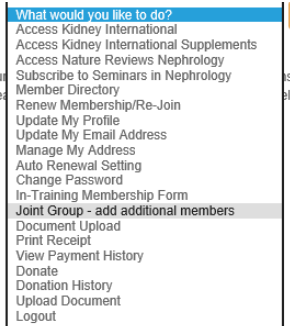 What would you like to do?
Access Kidney International
Access Kidney International Supplements
Access Nature Reviews Nephrology
Subscribe to Seminars in Nephrology
Member Directory
Renew Membership/Re-Join
Update My Profile
Update My Email Address
Manage My Address
Auto Renewal Setting
Change Password
In-Training Membership Form
Joint Group - add additional members
Document Upload
Print Receipt
View Payment History
Donate
Donation History
Upload Document
Logout